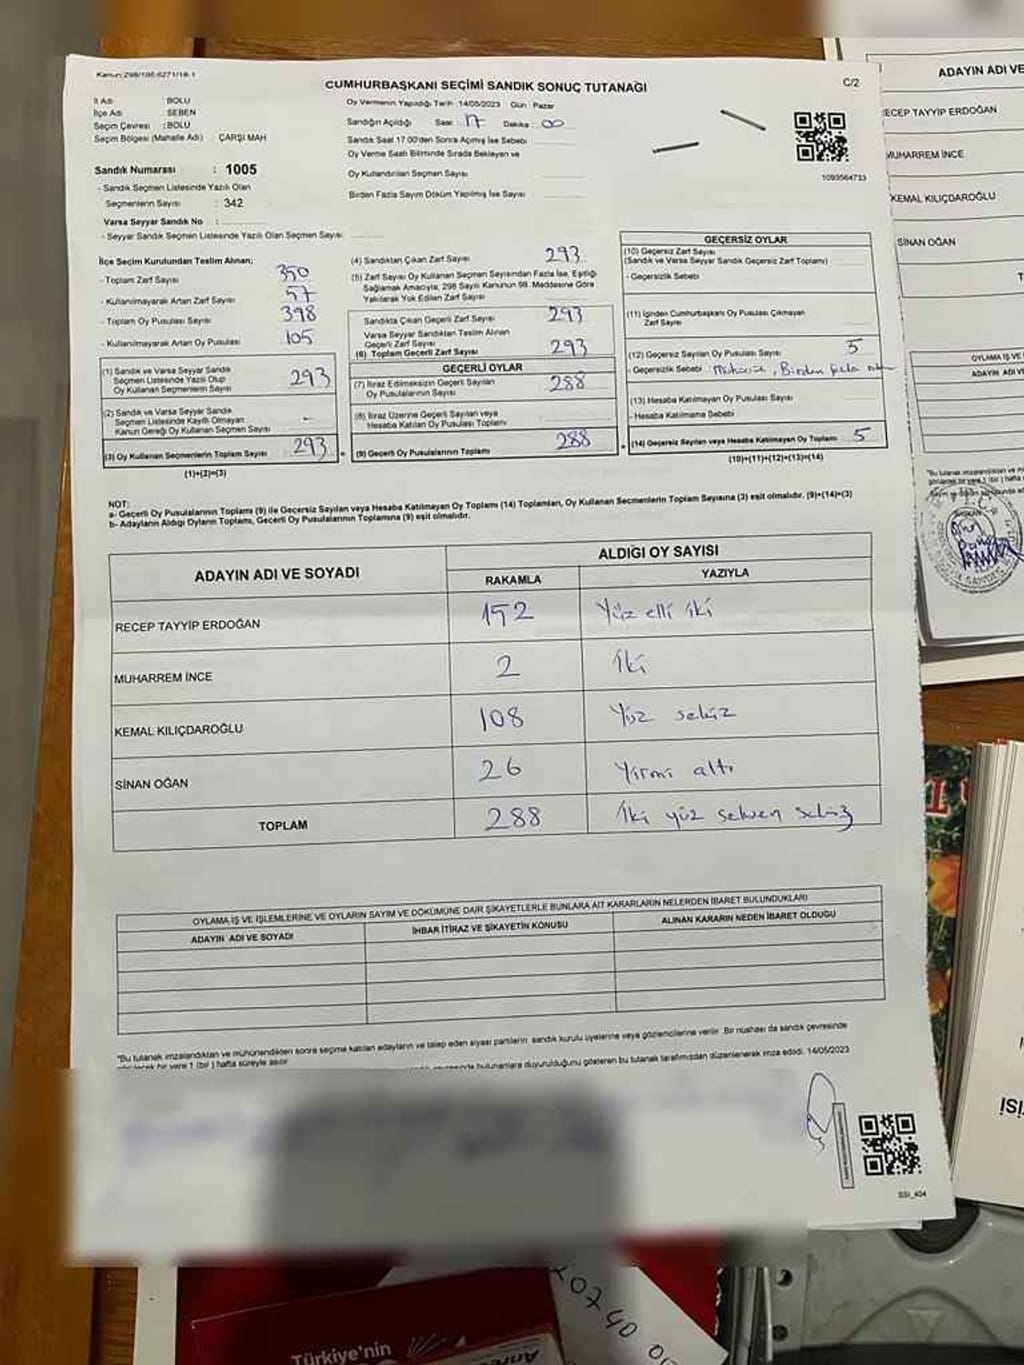 Kanun: 298/105.6271/18-1
CUMHURBAŞKANI SEÇİMİ SANDIK SONUÇ TUTANAĞI
C/2
İl Adı : BOLU
İlçe Adı : SEBEN
Seçim Çevresi : BOLU
Seçim Bölgesi (Mahalle Adı) : ÇARŞI MAH
Sandık Numarası : 1005
- Sandık Seçmen Listesinde Yazılı Olan
Seçmenlerin Sayısı : 342
Varsa Seyyar Sandık No :
- Seyyar Sandık Seçmen Listesinde Yazılı Olan Seçmen Sayısı
Oy Vermenin Yapıldığı Tarih :14/05/2023 Gün : Pazar
Sandığın Açıldığı Saat : 17 Dakika : 00
Sandık Saat 17:00'den Sonra Açılmış İse Sebebi :
Oy Verme Saati Bitiminde Sırada Bekleyen ve
Oy Kullandırılan Seçmen Sayısı
Birden Fazla Sayım Döküm Yapılmış İse Sayısı :
1093564733
İlçe Seçim Kurulundan Teslim Alınan;
- Toplam Zarf Sayısı : 350
- Kullanılmayarak Artan Zarf Sayısı : 57
- Toplam Oy Pusulası Sayısı : 398
- Kullanılmayarak Artan Oy Pusulası : 105
(1) Sandık ve Varsa Seyyar Sandık
Seçmen Listesinde Yazılı Olup
Oy Kullanan Seçmenlerin Sayısı 293
(2) Sandık ve Varsa Seyyar Sandık
Seçmen Listesinde Kayıtlı Olmayan
Kanun Gereği Oy Kullanan Seçmen Sayısı -
(3) Oy Kullanan Seçmenlerin Toplam Sayısı 293
(1)+(2)=(3)
(4) Sandıktan Çıkan Zarf Sayısı : 293
(5) Zarf Sayısı Oy Kullanan Seçmen Sayısından Fazla İse, Eşitliği
Sağlamak Amacıyla; 298 Sayılı Kanunun 98. Maddesine Göre
Yakılarak Yok Edilen Zarf Sayısı
Sandıkta Çıkan Geçerli Zarf Sayısı : 293
Varsa Seyyar Sandıktan Teslim Alınan
Geçerli Zarf Sayısı
(6) Toplam Geçerli Zarf Sayısı 293
GEÇERLİ OYLAR
(7) İtiraz Edilmeksizin Geçerli Sayılan
Oy Pusulasının Sayısı 288
(8) İtiraz Üzerine Geçerli Sayılan veya
Hesaba Katılan Oy Pusulası Toplamı
(9) Geçerli Oy Pusulalarının Toplamı 288
GEÇERSİZ OYLAR
(10) Geçersiz Zarf Sayısı
(Sandık ve Varsa Seyyar Sandık Geçersiz Zarf Toplamı)
- Geçersizlik Sebebi
(11) İçinden Cumhurbaşkanı Oy Pusulası Çıkmayan
Zarf Sayısı
(12) Geçersiz Sayılan Oy Pusulası Sayısı 5
- Geçersizlik Sebebi Mühürsüz, Birden fazla
(13) Hesaba Katılmayan Oy Pusulası Sayısı
- Hesaba Katılmama Sebebi
(14) Geçersiz Sayılan veya Hesaba Katılmayan Oy Toplamı 5
(10)+(11)+(12)+(13)=(14)
NOT:
a- Geçerli Oy Pusulalarının Toplamı (9) ile Geçersiz Sayılan veya Hesaba Katılmayan Oy Toplamı (14) Toplamları, Oy Kullanan Seçmenlerin Toplam Sayısına (3) eşit olmalıdır. (9)+(14)=(3)
b- Adayların Aldığı Oyların Toplamı, Geçerli Oy Pusulalarının Toplamına (9) eşit olmalıdır.
ADAYIN ADI VE SOYADI ALDIĞI OY SAYISI
RAKAMLA YAZIYLA
RECEP TAYYİP ERDOĞAN 152 Yüz elli iki
MUHARREM İNCE 2 İki
KEMAL KILIÇDAROĞLU 108 Yüz sekiz
SİNAN OĞAN 26 Yirmi altı
TOPLAM 288 İki yüz seksen sekiz
OYLAMA İŞ VE İŞLEMLERİNE VE OYLARIN SAYIM VE DÖKÜMÜNE DAİR ŞİKAYETLERLE BUNLARA AİT KARARLARIN NELERDEN İBARET BULUNDUKLARI
ADAYIN ADI VE SOYADI İHBAR İTİRAZ VE ŞİKAYETİN KONUSU ALINAN KARARIN NEDEN İBARET OLDUĞU
*Bu tutanak imzalandıktan ve mühürlendikten sonra seçime katılan adayların ve talep eden siyasi partilerin sandık kurulu üyelerine veya gözlemcilerine verilir. Bir nüshası da sandık çevresinde
bir yere 1 (bir) hafta süreyle asılır.
bulunanlara duyurulduğunu gösteren bu tutanak tarafımızdan düzenlenerek imza edildi. 14/05/2023
SSI_404
ADAYIN ADI VE
RECEP TAYYİP ERDOĞAN
MUHARREM İNCE
KEMAL KILIÇDAROĞLU
SİNAN OĞAN
T
OYLAMA İŞ VE
ADAYIN ADI VE
Türkiye'nin